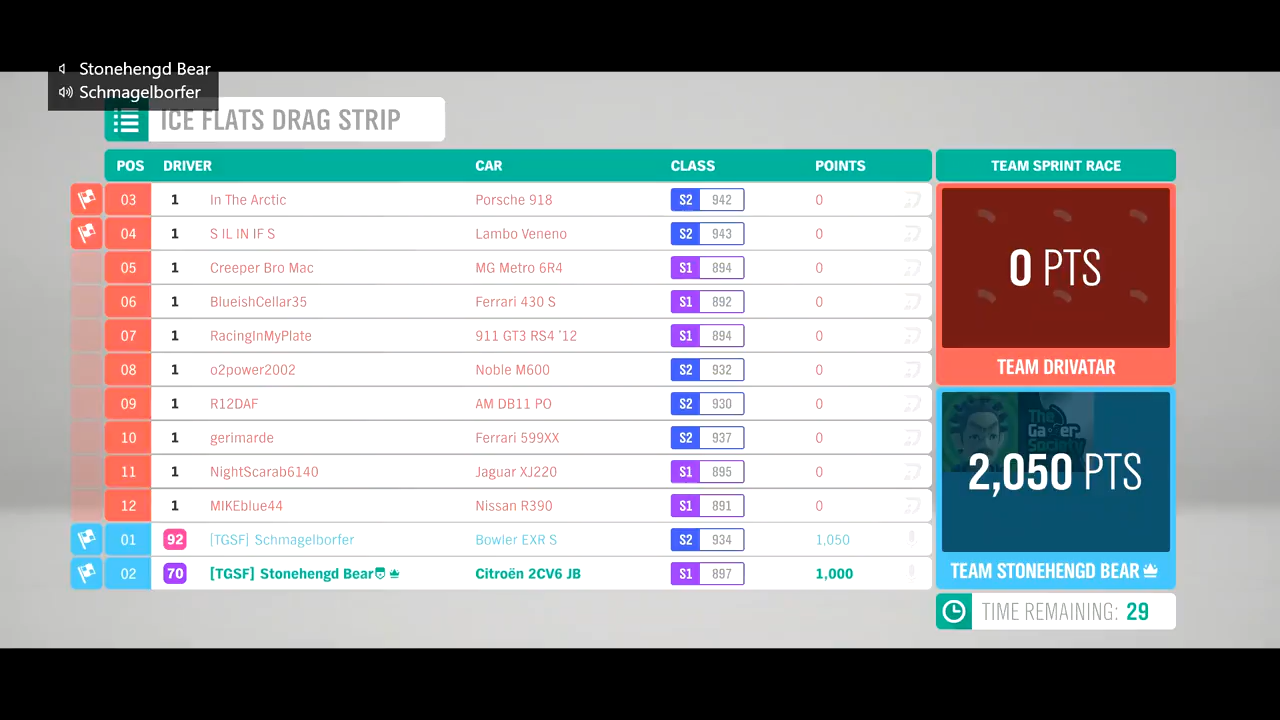 Stonehengd Bear
Schmagelborfer
ICE FLATS DRAG STRIP
POS DRIVER CAR CLASS POINTS
03 1 In The Arctic Porsche 918 S2 942 0
04 1 S IL IN IF S Lambo Veneno S2 943 0
05 1 Creeper Bro Mac MG Metro 6R4 S1 894 0
06 1 BlueishCellar35 Ferrari 430 S S1 892 0
07 1 RacingInMyPlate 911 GT3 RS4 '12 S1 894 0
08 1 o2power2002 Noble M600 S2 932 0
09 1 R12DAF AM DB11 PO S2 930 0
10 1 gerimarde Ferrari 599XX S2 937 0
11 1 NightScarab6140 Jaguar XJ220 S1 895 0
12 1 MIKEblue44 Nissan R390 S1 891 0
01 92 [TGSF] Schmagelborfer Bowler EXR S S2 934 1,050
02 70 [TGSF] Stonehengd Bear Citroën 2CV6 JB S1 897 1,000
TEAM SPRINT RACE
0 PTS
TEAM DRIVATAR
The
Gamer
Society
2,050 PTS
TEAM STONEHENGD BEAR
TIME REMAINING: 29